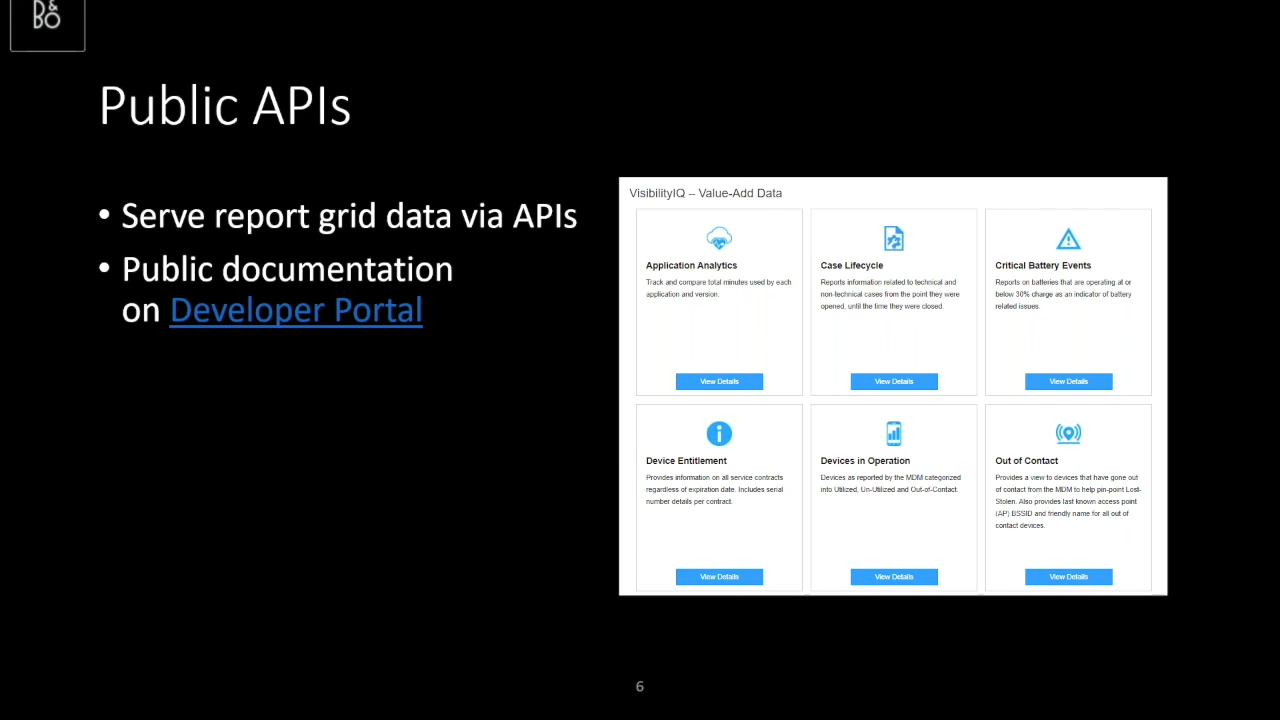 B&
BO
Public APIs
• Serve report grid data via APIs
• Public documentation
on Developer Portal
VisibilityIQ – Value-Add Data
Application Analytics
Track and compare total minutes used by each
application and version.
View Details
Case Lifecycle
Reports information related to technical and
non-technical cases from the point they were
opened, until the time they were closed.
View Details
Critical Battery Events
Reports on batteries that are operating at or
below 30% charge as an indicator of battery
related issues.
View Details
Device Entitlement
Provides information on all service contracts
regardless of expiration date. Includes serial
number details per contract.
View Details
Devices in Operation
Devices as reported by the MDM categorized
into Utilized, Un-Utilized and Out-of-Contact.
View Details
Out of Contact
Provides a view to devices that have gone out
of contact from the MDM to help pin-point Lost-
Stolen. Also provides last known access point
(AP) BSSID and friendly name for all out of
contact devices.
View Details
6